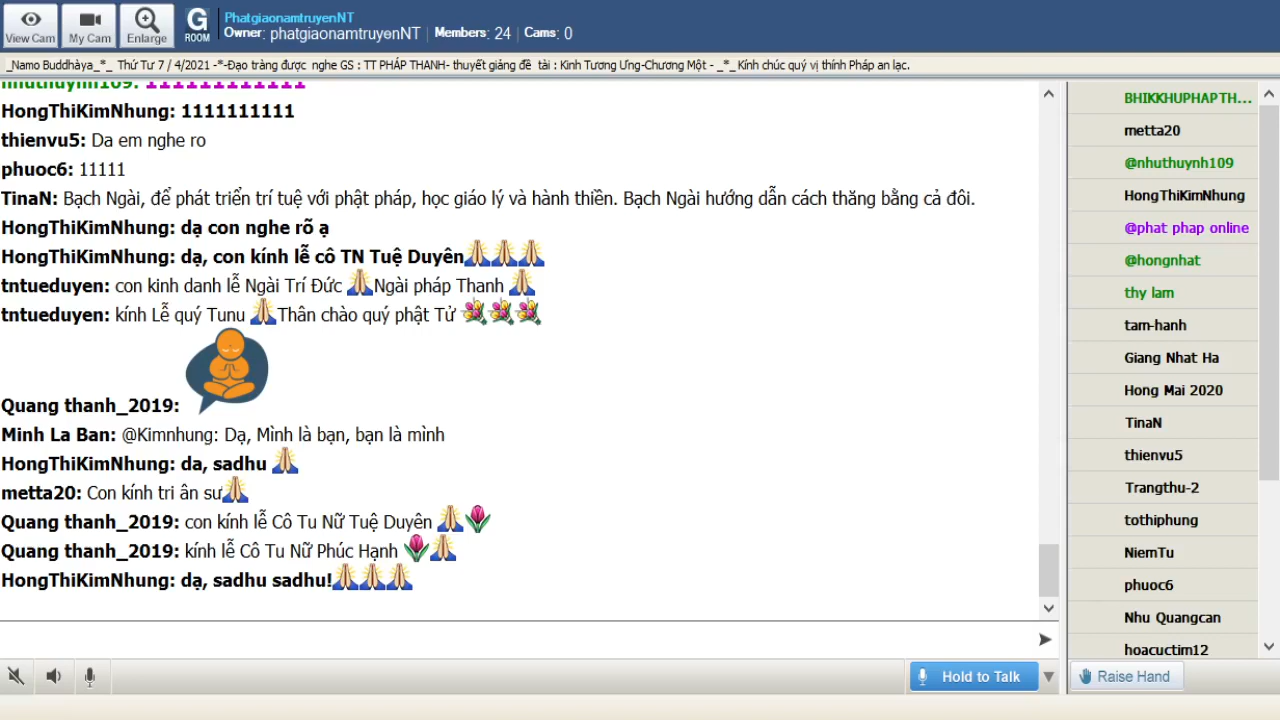 View Cam
My Cam
Enlarge
G
ROOM
PhatgiaonamtruyenNT
Owner: phatgiaonamtruyenNT | Members: 24 | Cams: 0
_Namo Buddhàya_*_ Thứ Tư 7 / 4/2021 -*-Đạo tràng được nghe GS : TT PHÁP THANH- thuyết giảng đề tài : Kinh Tương Ưng-Chương Một - _*_Kính chúc quý vị thính Pháp an lạc.
nhuthuynh109: 111111111111
HongThiKimNhung: 1111111111
thienvu5: Da em nghe ro
phuoc6: 11111
TinaN: Bạch Ngài, để phát triển trí tuệ với phật pháp, học giáo lý và hành thiền. Bạch Ngài hướng dẫn cách thăng bằng cả đôi.
HongThiKimNhung: dạ con nghe rõ ạ
HongThiKimNhung: dạ, con kính lễ cô TN Tuệ Duyên🙏🙏🙏
tntueduyen: con kinh danh lễ Ngài Trí Đức 🙏Ngài pháp Thanh 🙏
tntueduyen: kính Lễ quý Tunu 🙏Thân chào quý phật Tử 💐💐💐
Quang thanh_2019:
Minh La Ban: @Kimnhung: Dạ, Mình là bạn, bạn là mình
HongThiKimNhung: da, sadhu 🙏
metta20: Con kính tri ân sư🙏
Quang thanh_2019: con kính lễ Cô Tu Nữ Tuệ Duyên 🙏🌷
Quang thanh_2019: kính lễ Cô Tu Nữ Phúc Hạnh 🌷🙏
HongThiKimNhung: dạ, sadhu sadhu!🙏🙏🙏
Hold to Talk
BHIKKHUPHAPTH...
metta20
@nhuthuynh109
HongThiKimNhung
@phat phap online
@hongnhat
thy lam
tam-hanh
Giang Nhat Ha
Hong Mai 2020
TinaN
thienvu5
Trangthu-2
tothiphung
NiemTu
phuoc6
Nhu Quangcan
hoacuctim12
Raise Hand